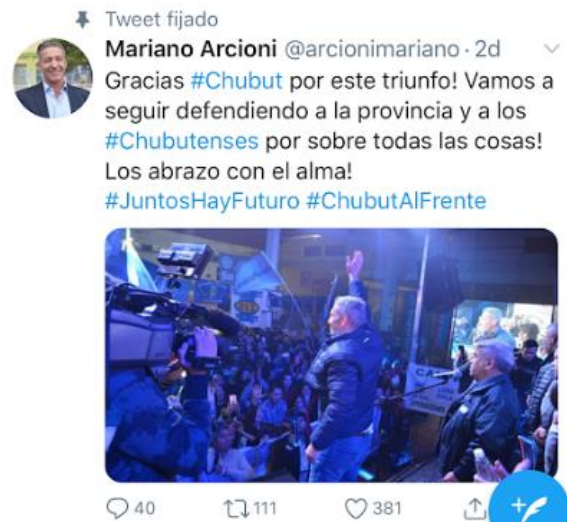 Tweet fijado
Mariano Arcioni @arcionimariano · 2d
Gracias #Chubut por este triunfo! Vamos a
seguir defendiendo a la provincia y a los
#Chubutenses por sobre todas las cosas!
Los abrazo con el alma!
#JuntosHayFuturo #ChubutAlFrente
40 111 381